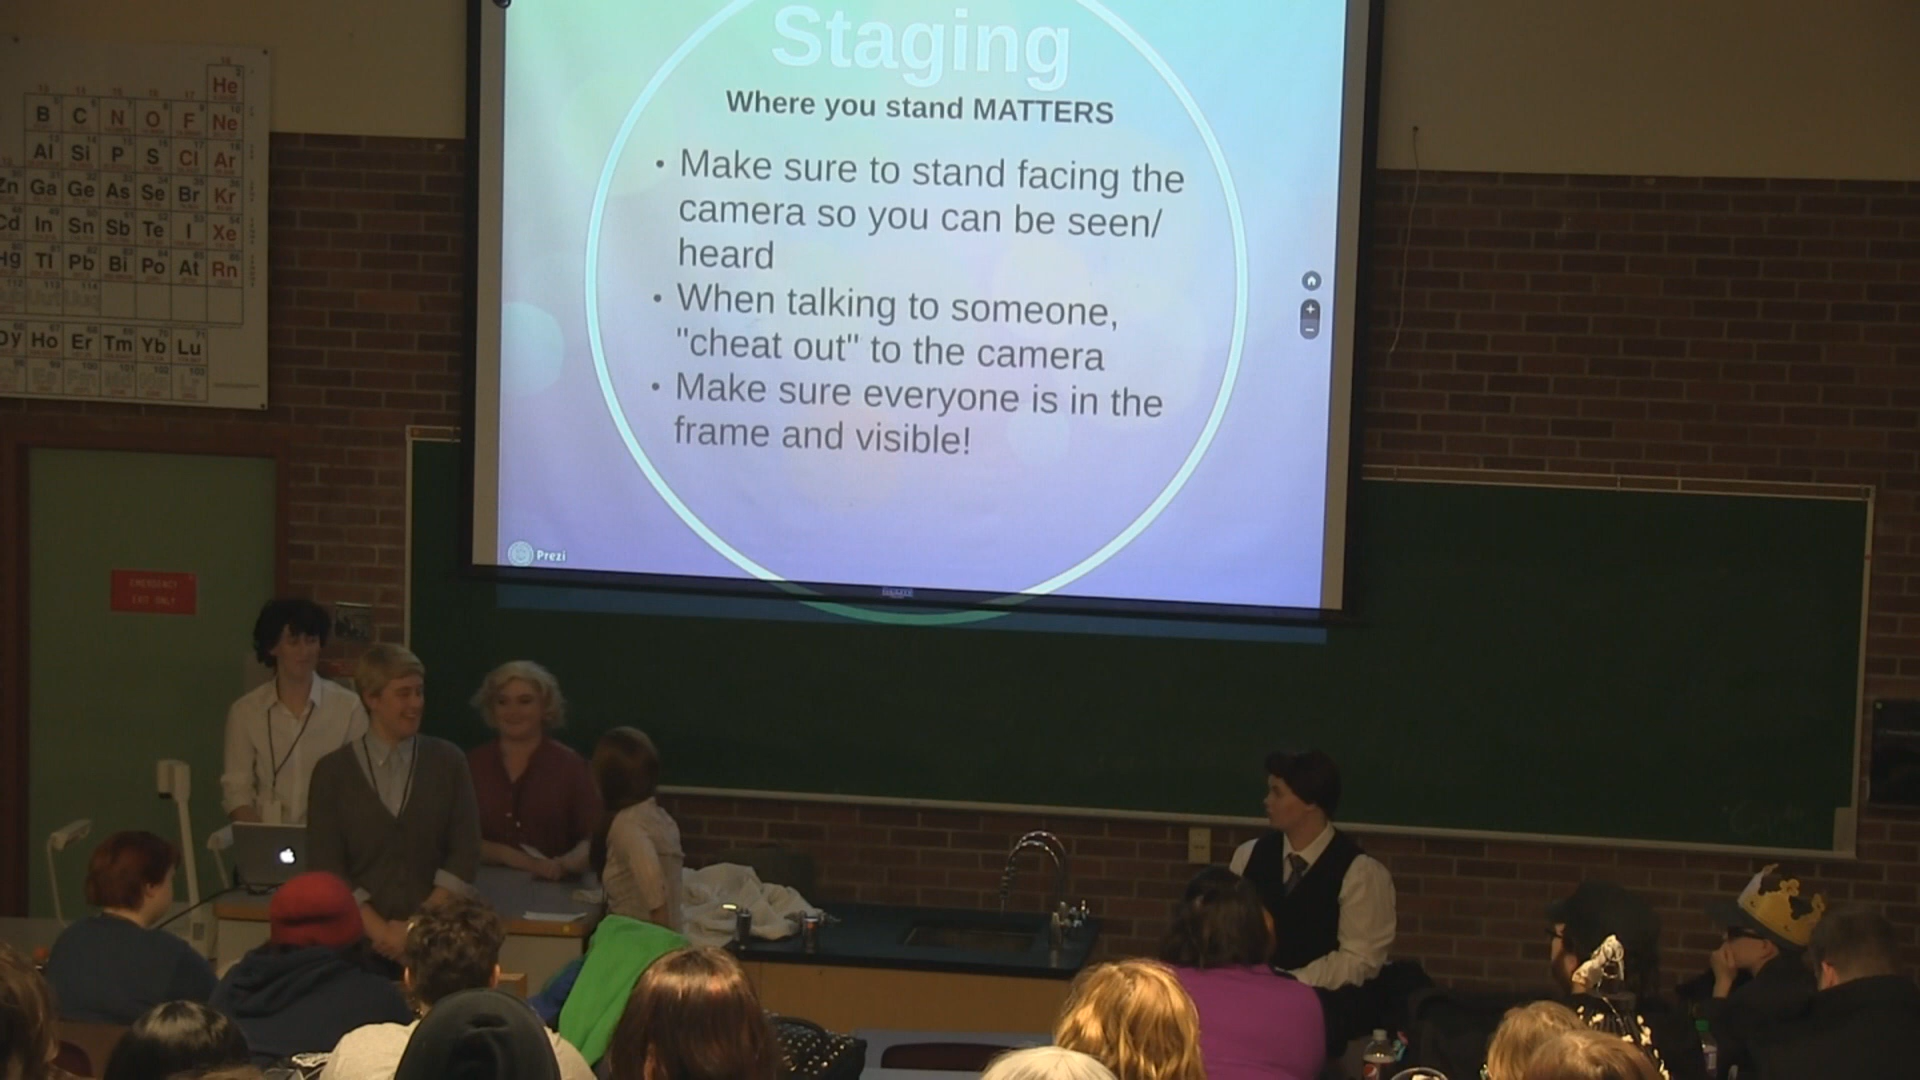 Staging
Where you stand MATTERS
• Make sure to stand facing the
camera so you can be seen/
heard
• When talking to someone,
"cheat out" to the camera
• Make sure everyone is in the
frame and visible!
Prezi
He
B C N O F Ne
Al Si P S Cl Ar
Zn Ga Ge As Se Br Kr
Cd In Sn Sb Te I Xe
Hg Tl Pb Bi Po At Rn
Dy Ho Er Tm Yb Lu
EMERGENCY
EXIT ONLY